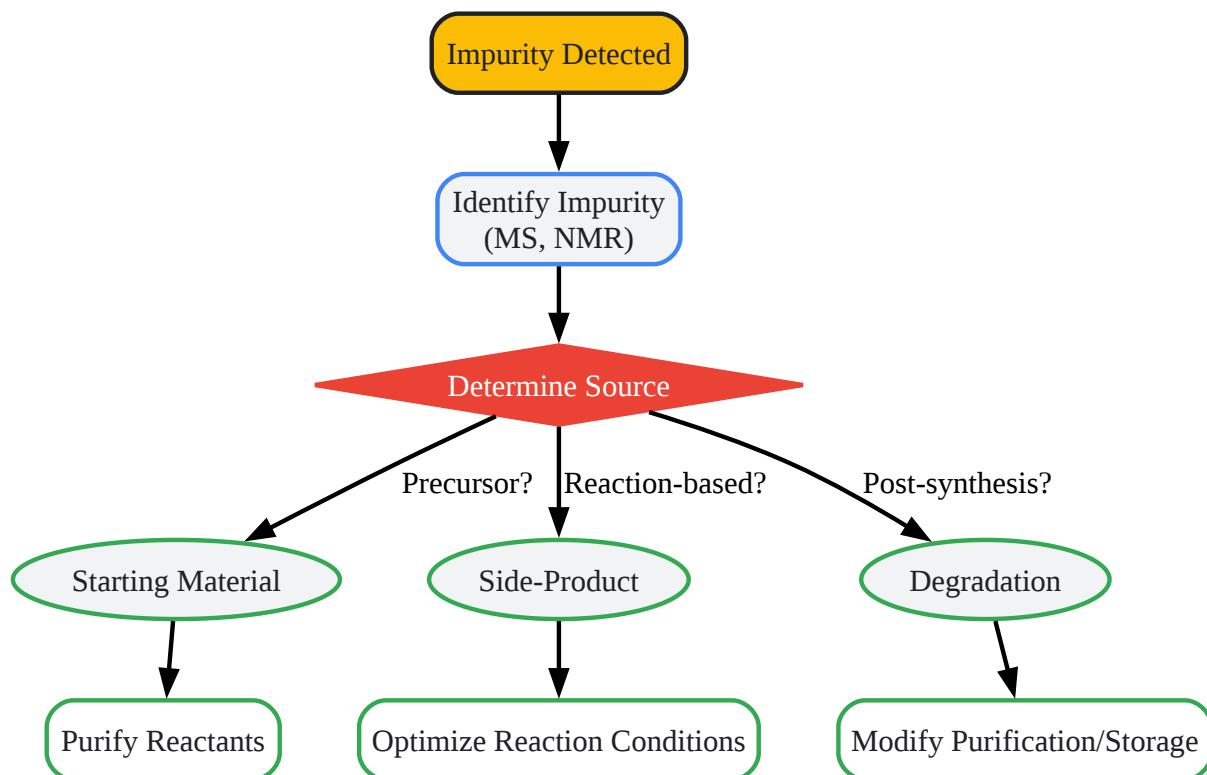 Impurity Detected
Identify Impurity
(MS, NMR)
Determine Source
Precursor?
Reaction-based?
Post-synthesis?
Starting Material
Side-Product
Degradation
Purify Reactants
Optimize Reaction Conditions
Modify Purification/Storage